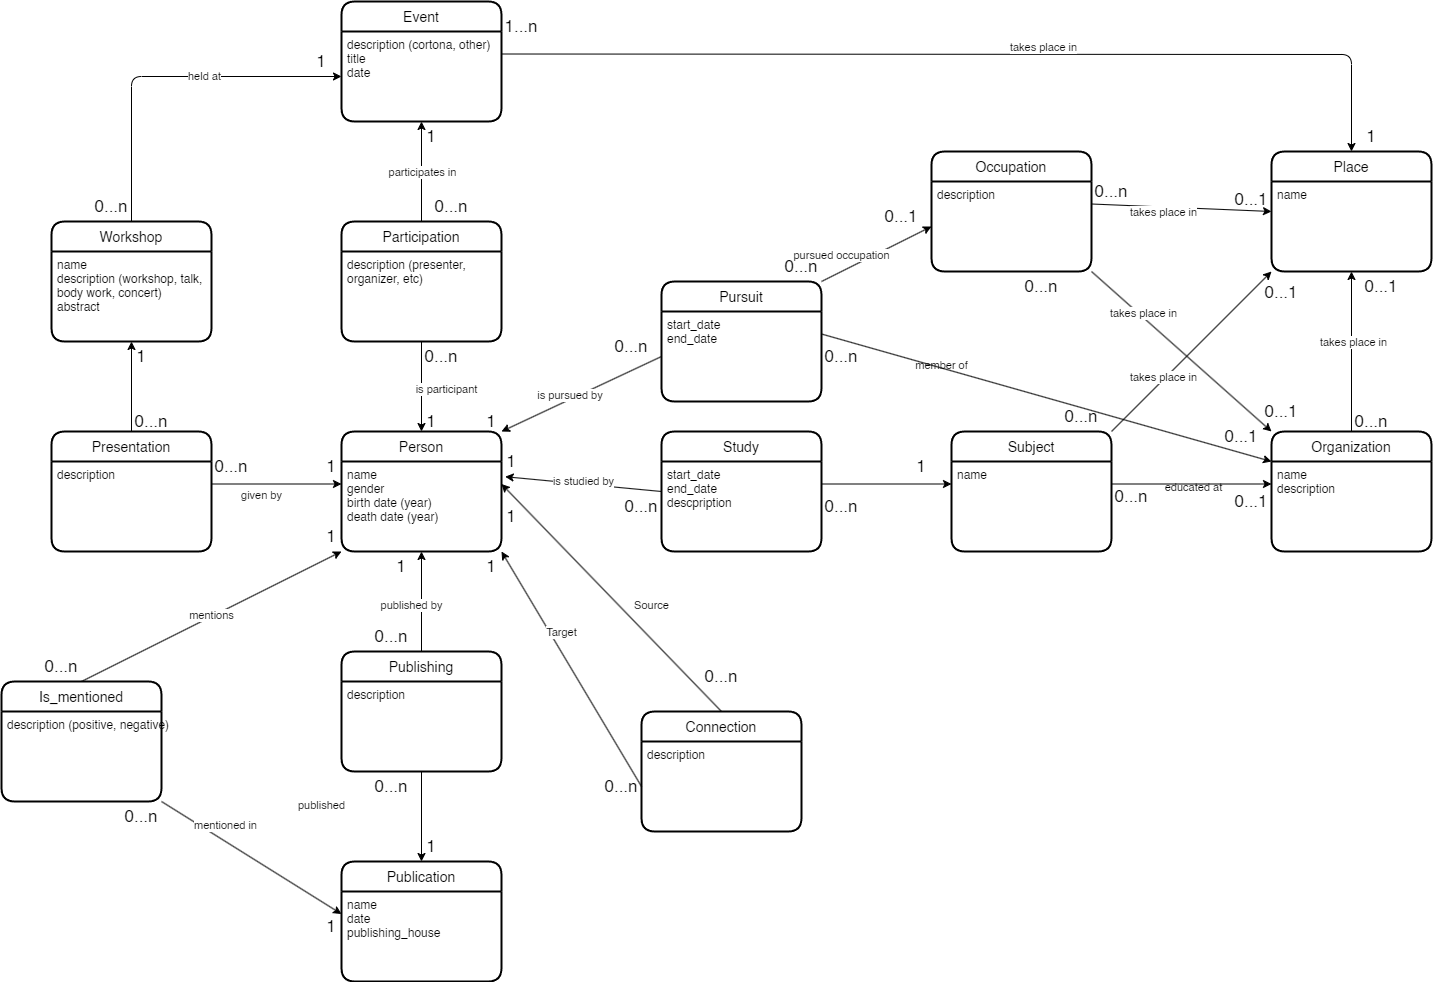 Event
1...n
description (cortona, other)
title
date
takes place in
1
held at
1
1
participates in
0...n
0...n
Workshop
name
description (workshop, talk,
body work, concert)
abstract
Participation
description (presenter,
organizer, etc)
Occupation
description
0...n
takes place in
0...1
Place
name
0...1
pursued occupation
0...n
Pursuit
start_date
end_date
0...n
takes place in
0...1
0...1
takes place in
takes place in
1
0...n
is participant
0...n
is pursued by
1
1
0...n
member of
0...n
0...1
0...1
0...n
0...n
Presentation
description
0...n
given by
1
Person
name
gender
birth date (year)
death date (year)
1
is studied by
0...n
Study
start_date
end_date
descpription
0...n
1
Subject
name
0...n
educated at
0...1
Organization
name
description
1
1
1
1
mentions
published by
Target
Source
0...n
0...n
0...n
Is_mentioned
description (positive, negative)
Publishing
description
0...n
Connection
description
0...n
mentioned in
0...n
published
1
1
Publication
name
date
publishing_house